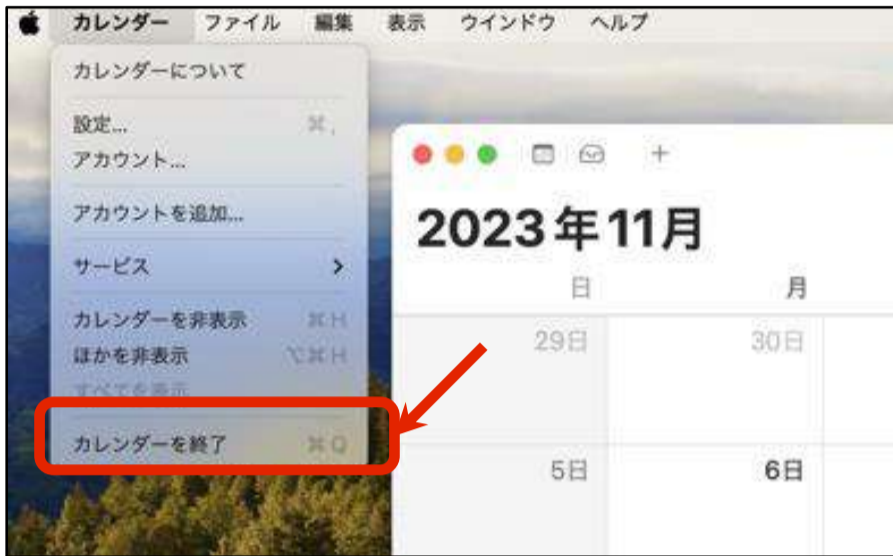 カレンダー ファイル 編集 表示 ウインドウ ヘルプ
カレンダーについて
設定... ⌘ ,
アカウント...
アカウントを追加...
サービス >
カレンダーを非表示 ⌘ H
ほかを非表示 ⌥ ⌘ H
すべてを表示
カレンダーを終了 ⌘ Q
2023年11月
日 月
29日 30日
5日 6日